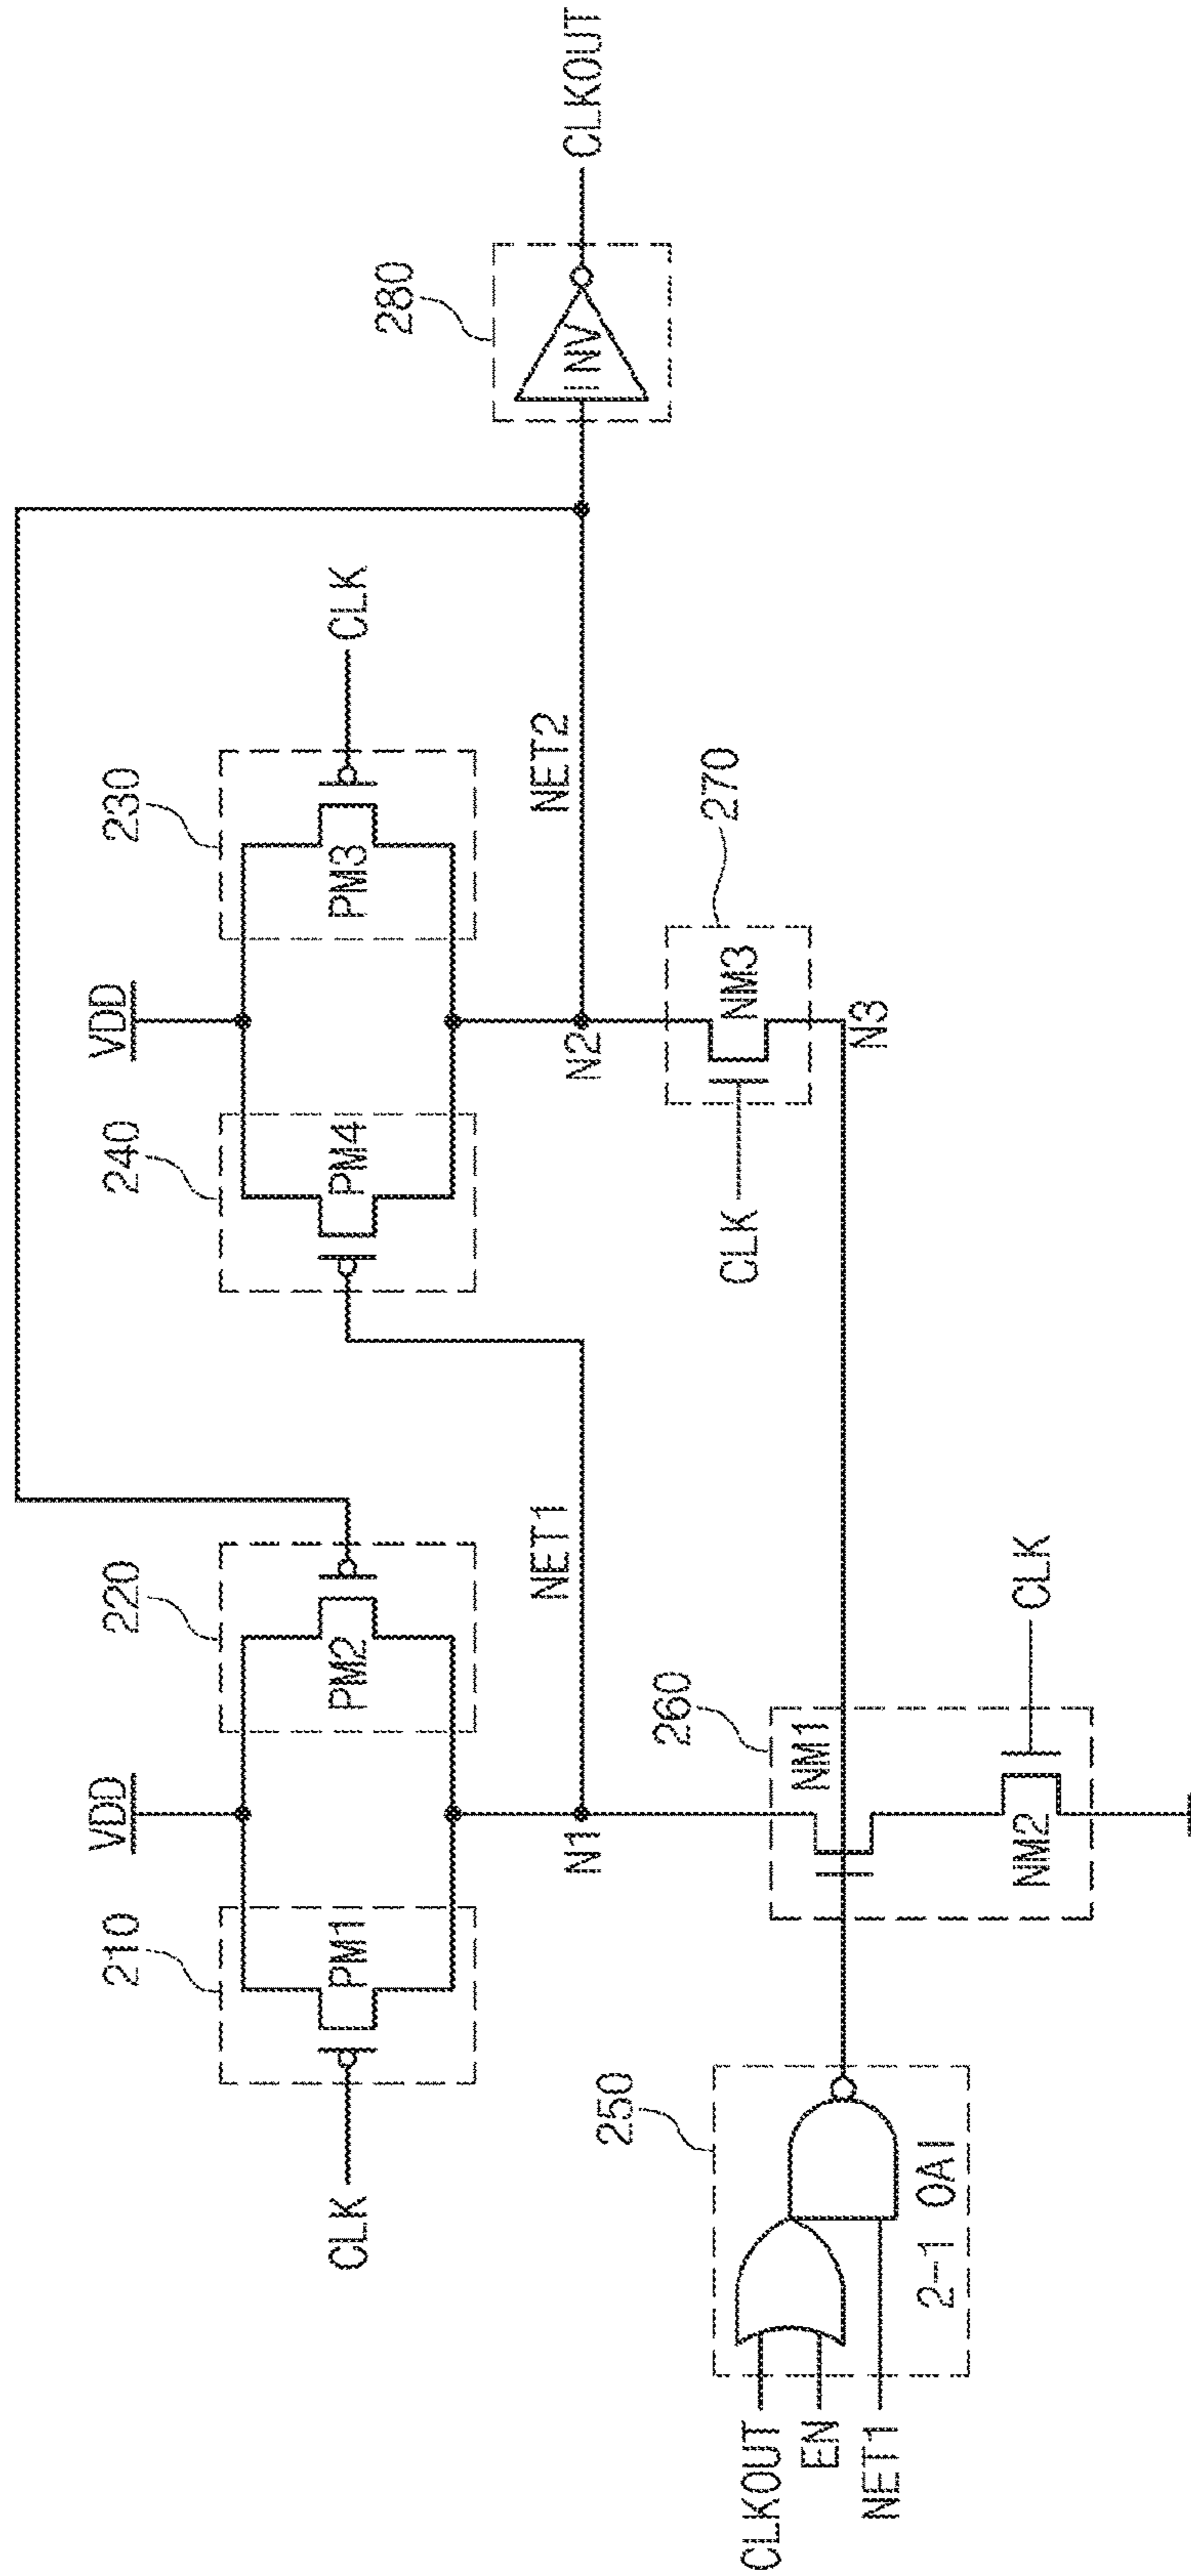 CLKOUT
280
INV
CLK
230
PM3
NET2
270
VDD
N2
NM3
N3
240
PM4
CLK
220
PM2
NET1
CLK
260
NM1
VDD
N1
NM2
210
PM1
CLK
250
2-1 OAI
CLKOUT
EN
NET1